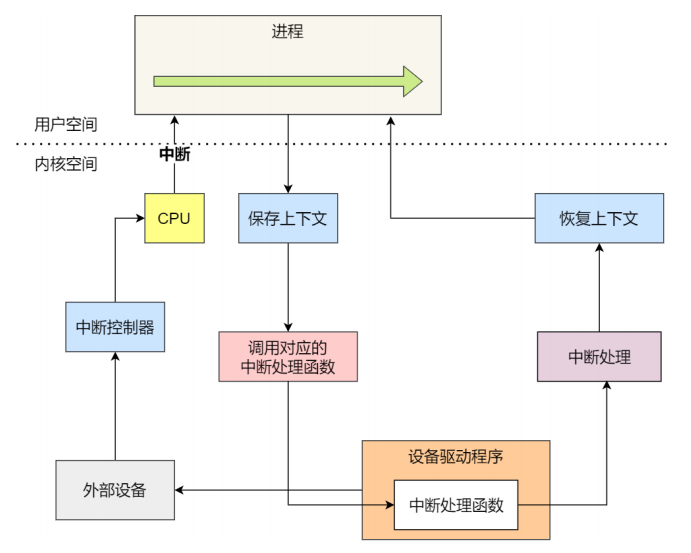 进程
用户空间
中断
内核空间
CPU
保存上下文
恢复上下文
中断控制器
调用对应的
中断处理函数
中断处理
设备驱动程序
外部设备
中断处理函数